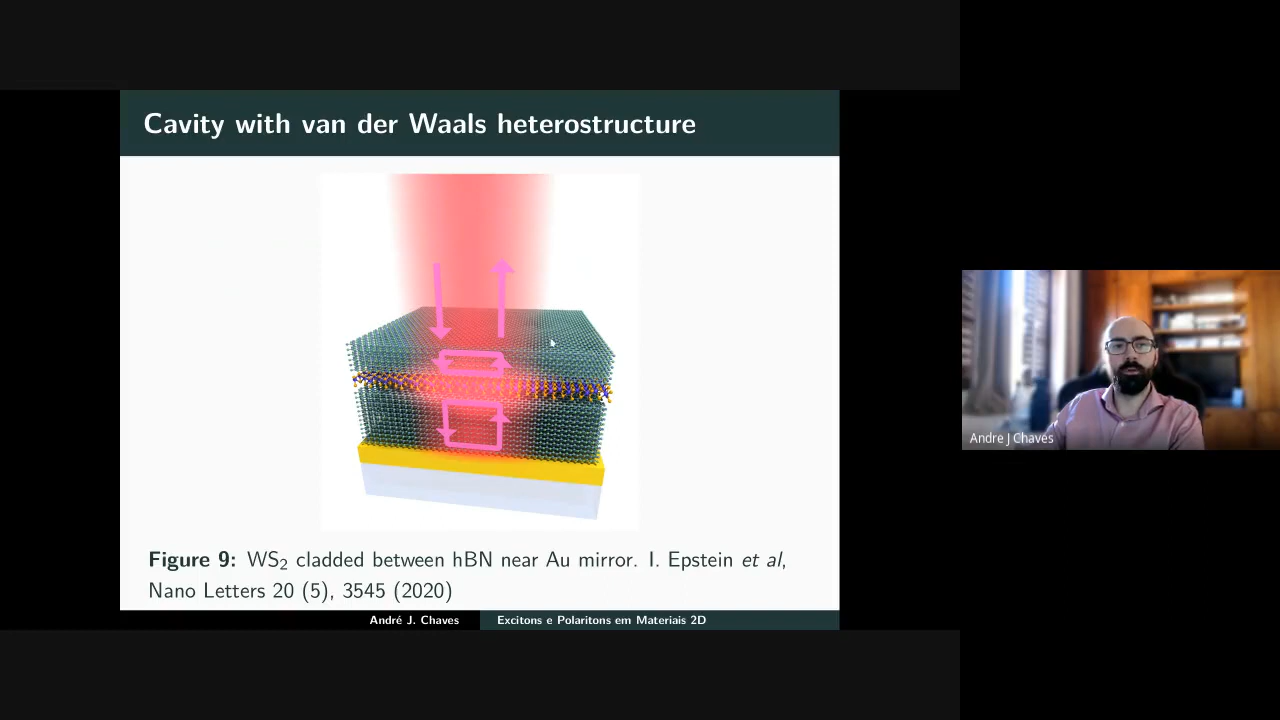 Cavity with van der Waals heterostructure
Figure 9: WS₂ cladded between hBN near Au mirror. I. Epstein et al,
Nano Letters 20 (5), 3545 (2020)
André J. Chaves
Excitons e Polaritons em Materiais 2D
Andre J Chaves